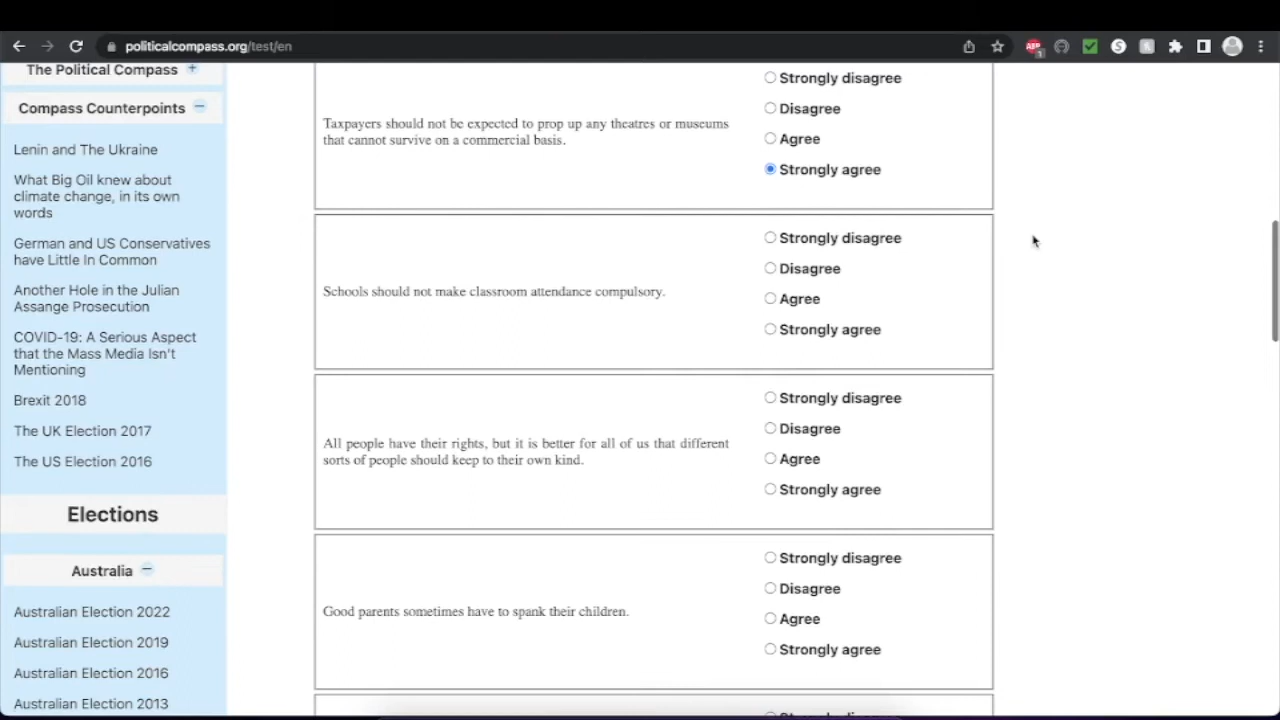 politicalcompass.org/test/en
The Political Compass +
Compass Counterpoints −
Lenin and The Ukraine
What Big Oil knew about
climate change, in its own
words
German and US Conservatives
have Little In Common
Another Hole in the Julian
Assange Prosecution
COVID-19: A Serious Aspect
that the Mass Media Isn't
Mentioning
Brexit 2018
The UK Election 2017
The US Election 2016
Elections
Australia −
Australian Election 2022
Australian Election 2019
Australian Election 2016
Australian Election 2013
Taxpayers should not be expected to prop up any theatres or museums
that cannot survive on a commercial basis.
Strongly disagree
Disagree
Agree
Strongly agree
Schools should not make classroom attendance compulsory.
Strongly disagree
Disagree
Agree
Strongly agree
All people have their rights, but it is better for all of us that different
sorts of people should keep to their own kind.
Strongly disagree
Disagree
Agree
Strongly agree
Good parents sometimes have to spank their children.
Strongly disagree
Disagree
Agree
Strongly agree